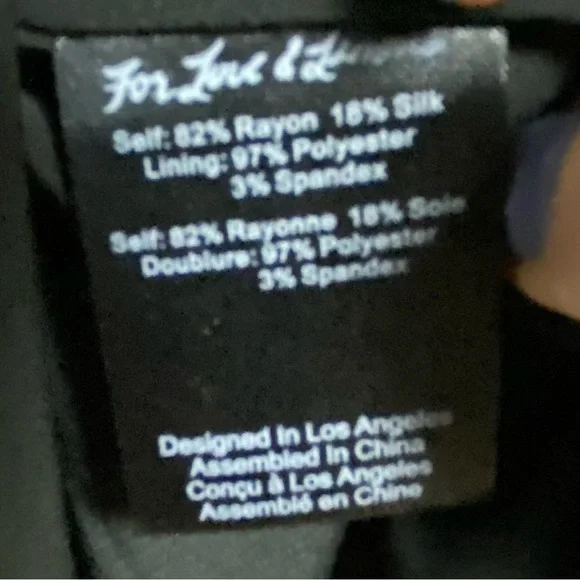 For Love & L
Self: 82% Rayon 18% Silk
Lining: 97% Polyester
3% Spandex
Self: 82% Rayonne 18% Soie
Doublure: 97% Polyester
3% Spandex
Designed In Los Angeles
Assembled In China
Conçu à Los Angeles
Assemblé en Chine